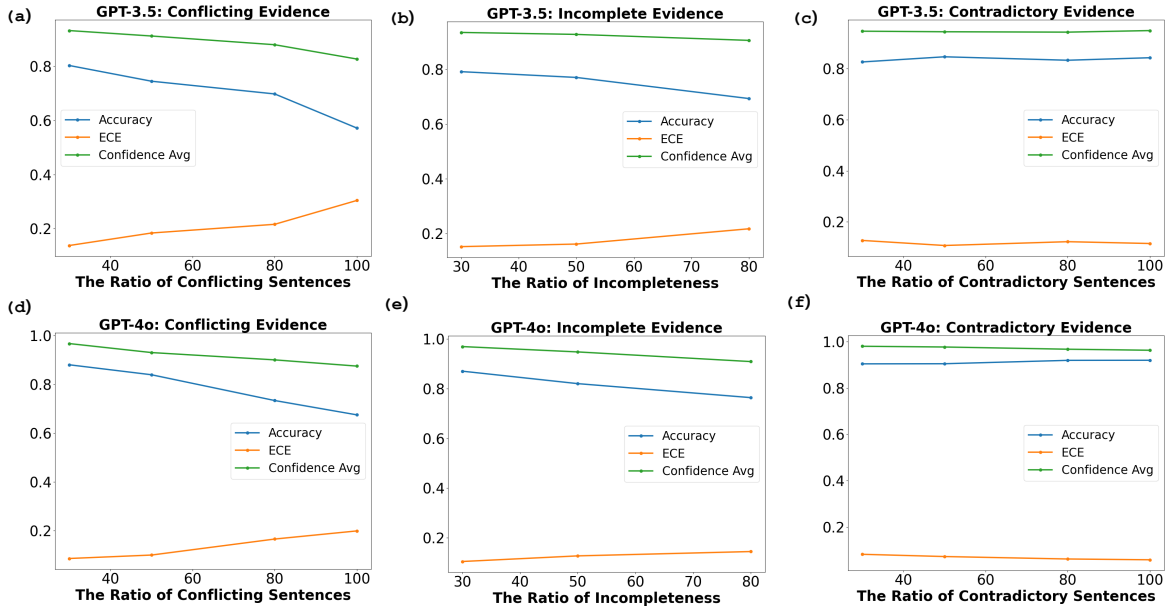 (a)
GPT-3.5: Conflicting Evidence
0.8
0.6
0.4
0.2
Accuracy
ECE
Confidence Avg
40 60 80 100
The Ratio of Conflicting Sentences
(b)
GPT-3.5: Incomplete Evidence
0.8
0.6
0.4
0.2
Accuracy
ECE
Confidence Avg
30 40 50 60 70 80
The Ratio of Incompleteness
(c)
GPT-3.5: Contradictory Evidence
0.8
0.6
0.4
0.2
Accuracy
ECE
Confidence Avg
40 60 80 100
The Ratio of Contradictory Sentences
(d)
GPT-4o: Conflicting Evidence
1.0
0.8
0.6
0.4
0.2
Accuracy
ECE
Confidence Avg
40 60 80 100
The Ratio of Conflicting Sentences
(e)
GPT-4o: Incomplete Evidence
1.0
0.8
0.6
0.4
0.2
Accuracy
ECE
Confidence Avg
30 40 50 60 70 80
The Ratio of Incompleteness
(f)
GPT-4o: Contradictory Evidence
1.0
0.8
0.6
0.4
0.2
Accuracy
ECE
Confidence Avg
40 60 80 100
The Ratio of Contradictory Sentences